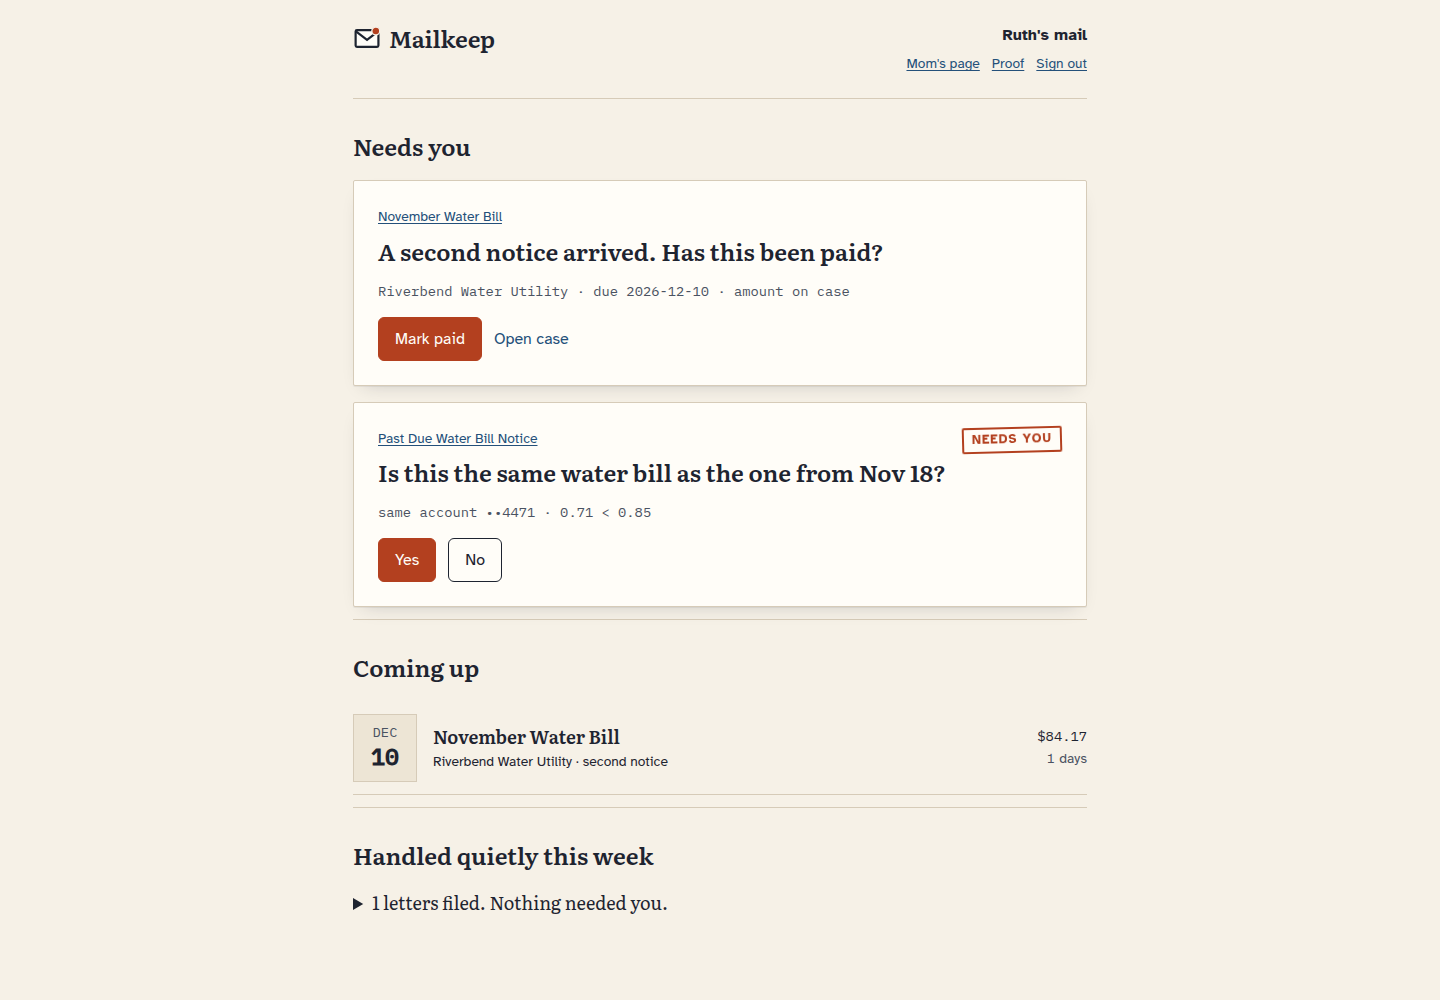 Mailkeep
Ruth's mail
Mom's page Proof Sign out
Needs you
November Water Bill
A second notice arrived. Has this been paid?
Riverbend Water Utility · due 2026-12-10 · amount on case
Mark paid Open case
Past Due Water Bill Notice
NEEDS YOU
Is this the same water bill as the one from Nov 18?
same account ••4471 · 0.71 < 0.85
Yes No
Coming up
DEC
10
November Water Bill
Riverbend Water Utility · second notice
$84.17
1 days
Handled quietly this week
1 letters filed. Nothing needed you.